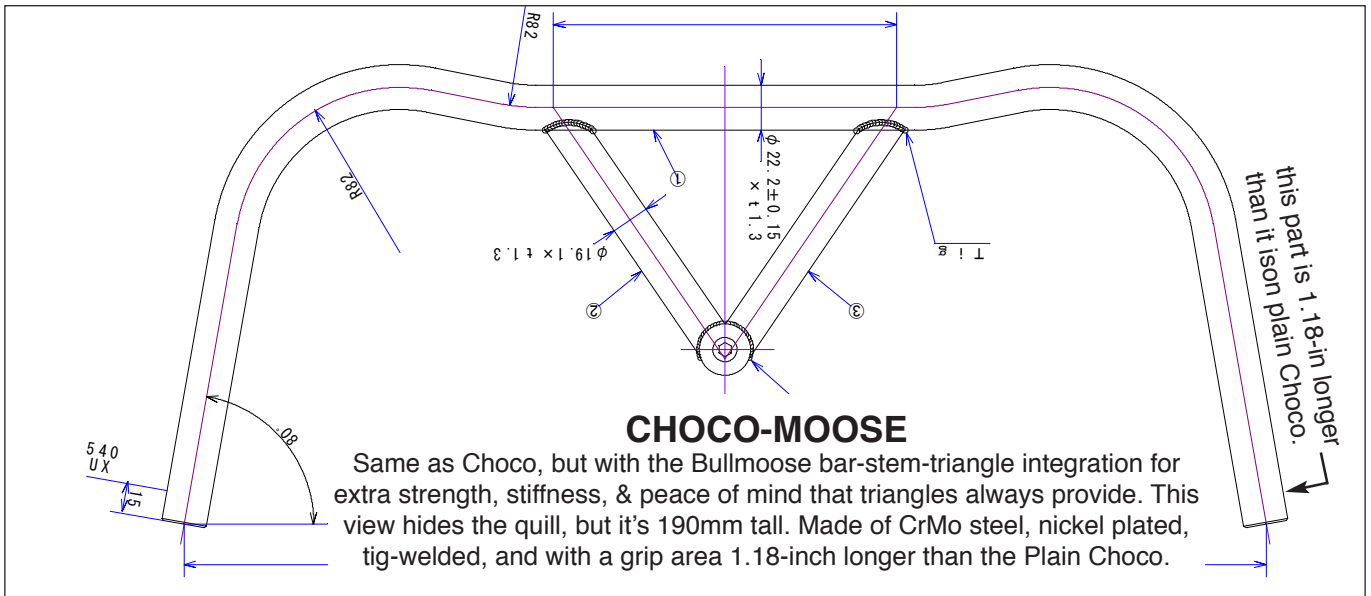 R82
R82
①
φ22.2±0.15
× t1.3
φ19.1× t1.3
Tig
②
③
this part is 1.18-in longer
than it ison plain Choco.
80°
540
UX
15
CHOCO-MOOSE
Same as Choco, but with the Bullmoose bar-stem-triangle integration for
extra strength, stiffness, & peace of mind that triangles always provide. This
view hides the quill, but it’s 190mm tall. Made of CrMo steel, nickel plated,
tig-welded, and with a grip area 1.18-inch longer than the Plain Choco.